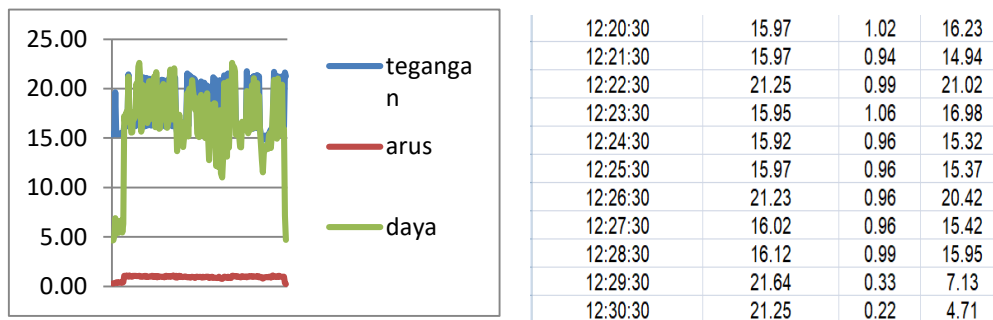 25.00
20.00
15.00
10.00
5.00
0.00
teganga
n
arus
daya
12:20:30 15.97 1.02 16.23
12:21:30 15.97 0.94 14.94
12:22:30 21.25 0.99 21.02
12:23:30 15.95 1.06 16.98
12:24:30 15.92 0.96 15.32
12:25:30 15.97 0.96 15.37
12:26:30 21.23 0.96 20.42
12:27:30 16.02 0.96 15.42
12:28:30 16.12 0.99 15.95
12:29:30 21.64 0.33 7.13
12:30:30 21.25 0.22 4.71